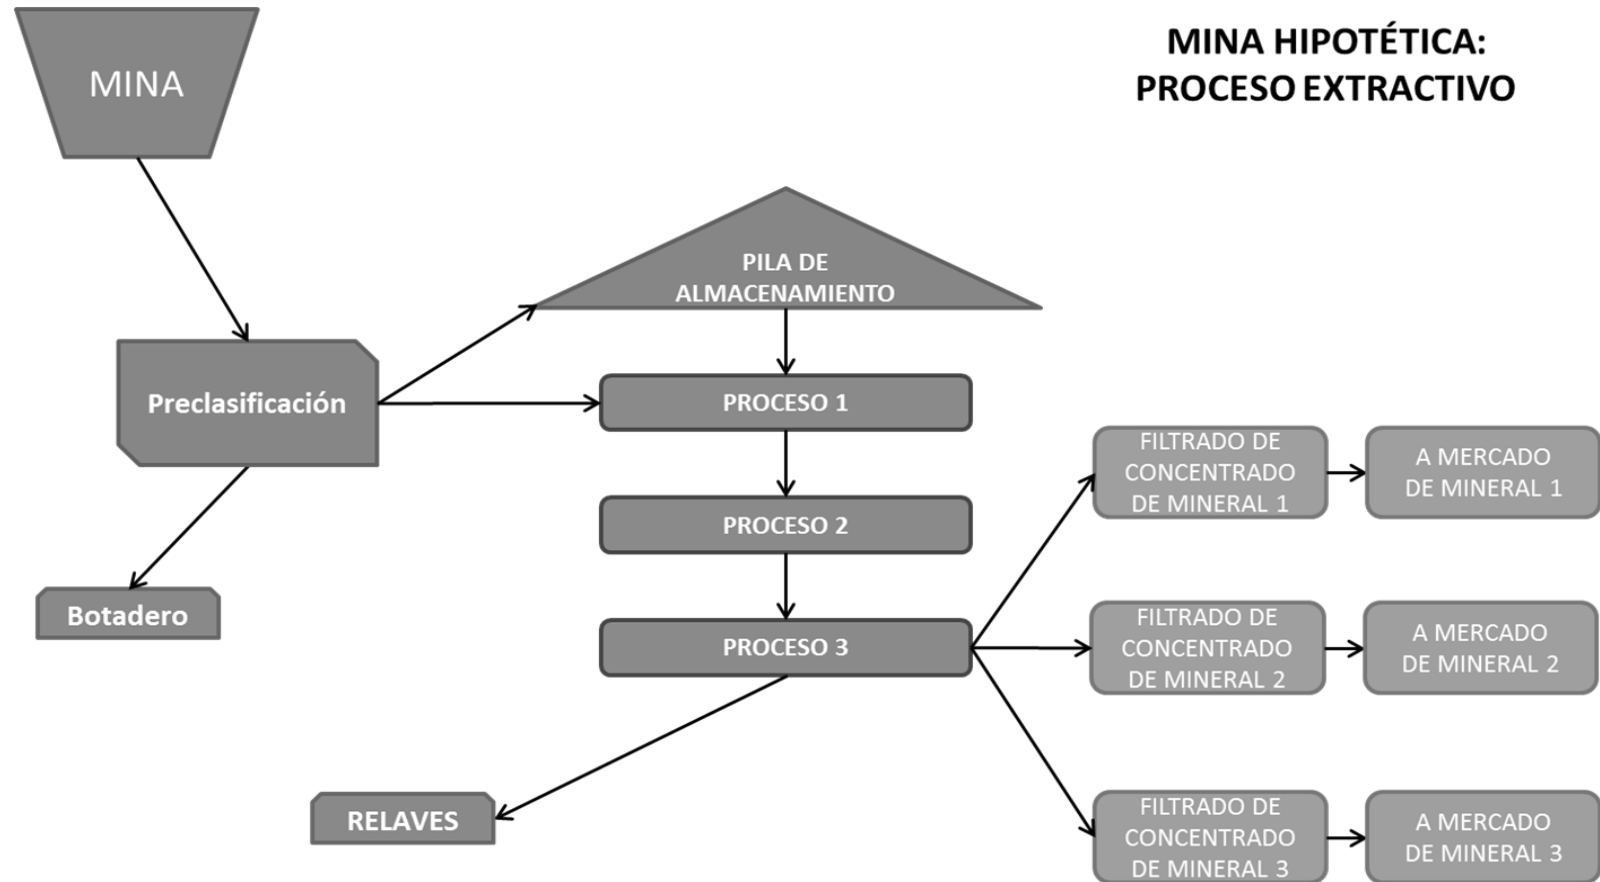 MINA HIPOTÉTICA:
PROCESO EXTRACTIVO
MINA
PILA DE
ALMACENAMIENTO
Preclasificación
PROCESO 1
PROCESO 2
PROCESO 3
Botadero
RELAVES
FILTRADO DE
CONCENTRADO
DE MINERAL 1
A MERCADO
DE MINERAL 1
FILTRADO DE
CONCENTRADO
DE MINERAL 2
A MERCADO
DE MINERAL 2
FILTRADO DE
CONCENTRADO
DE MINERAL 3
A MERCADO
DE MINERAL 3